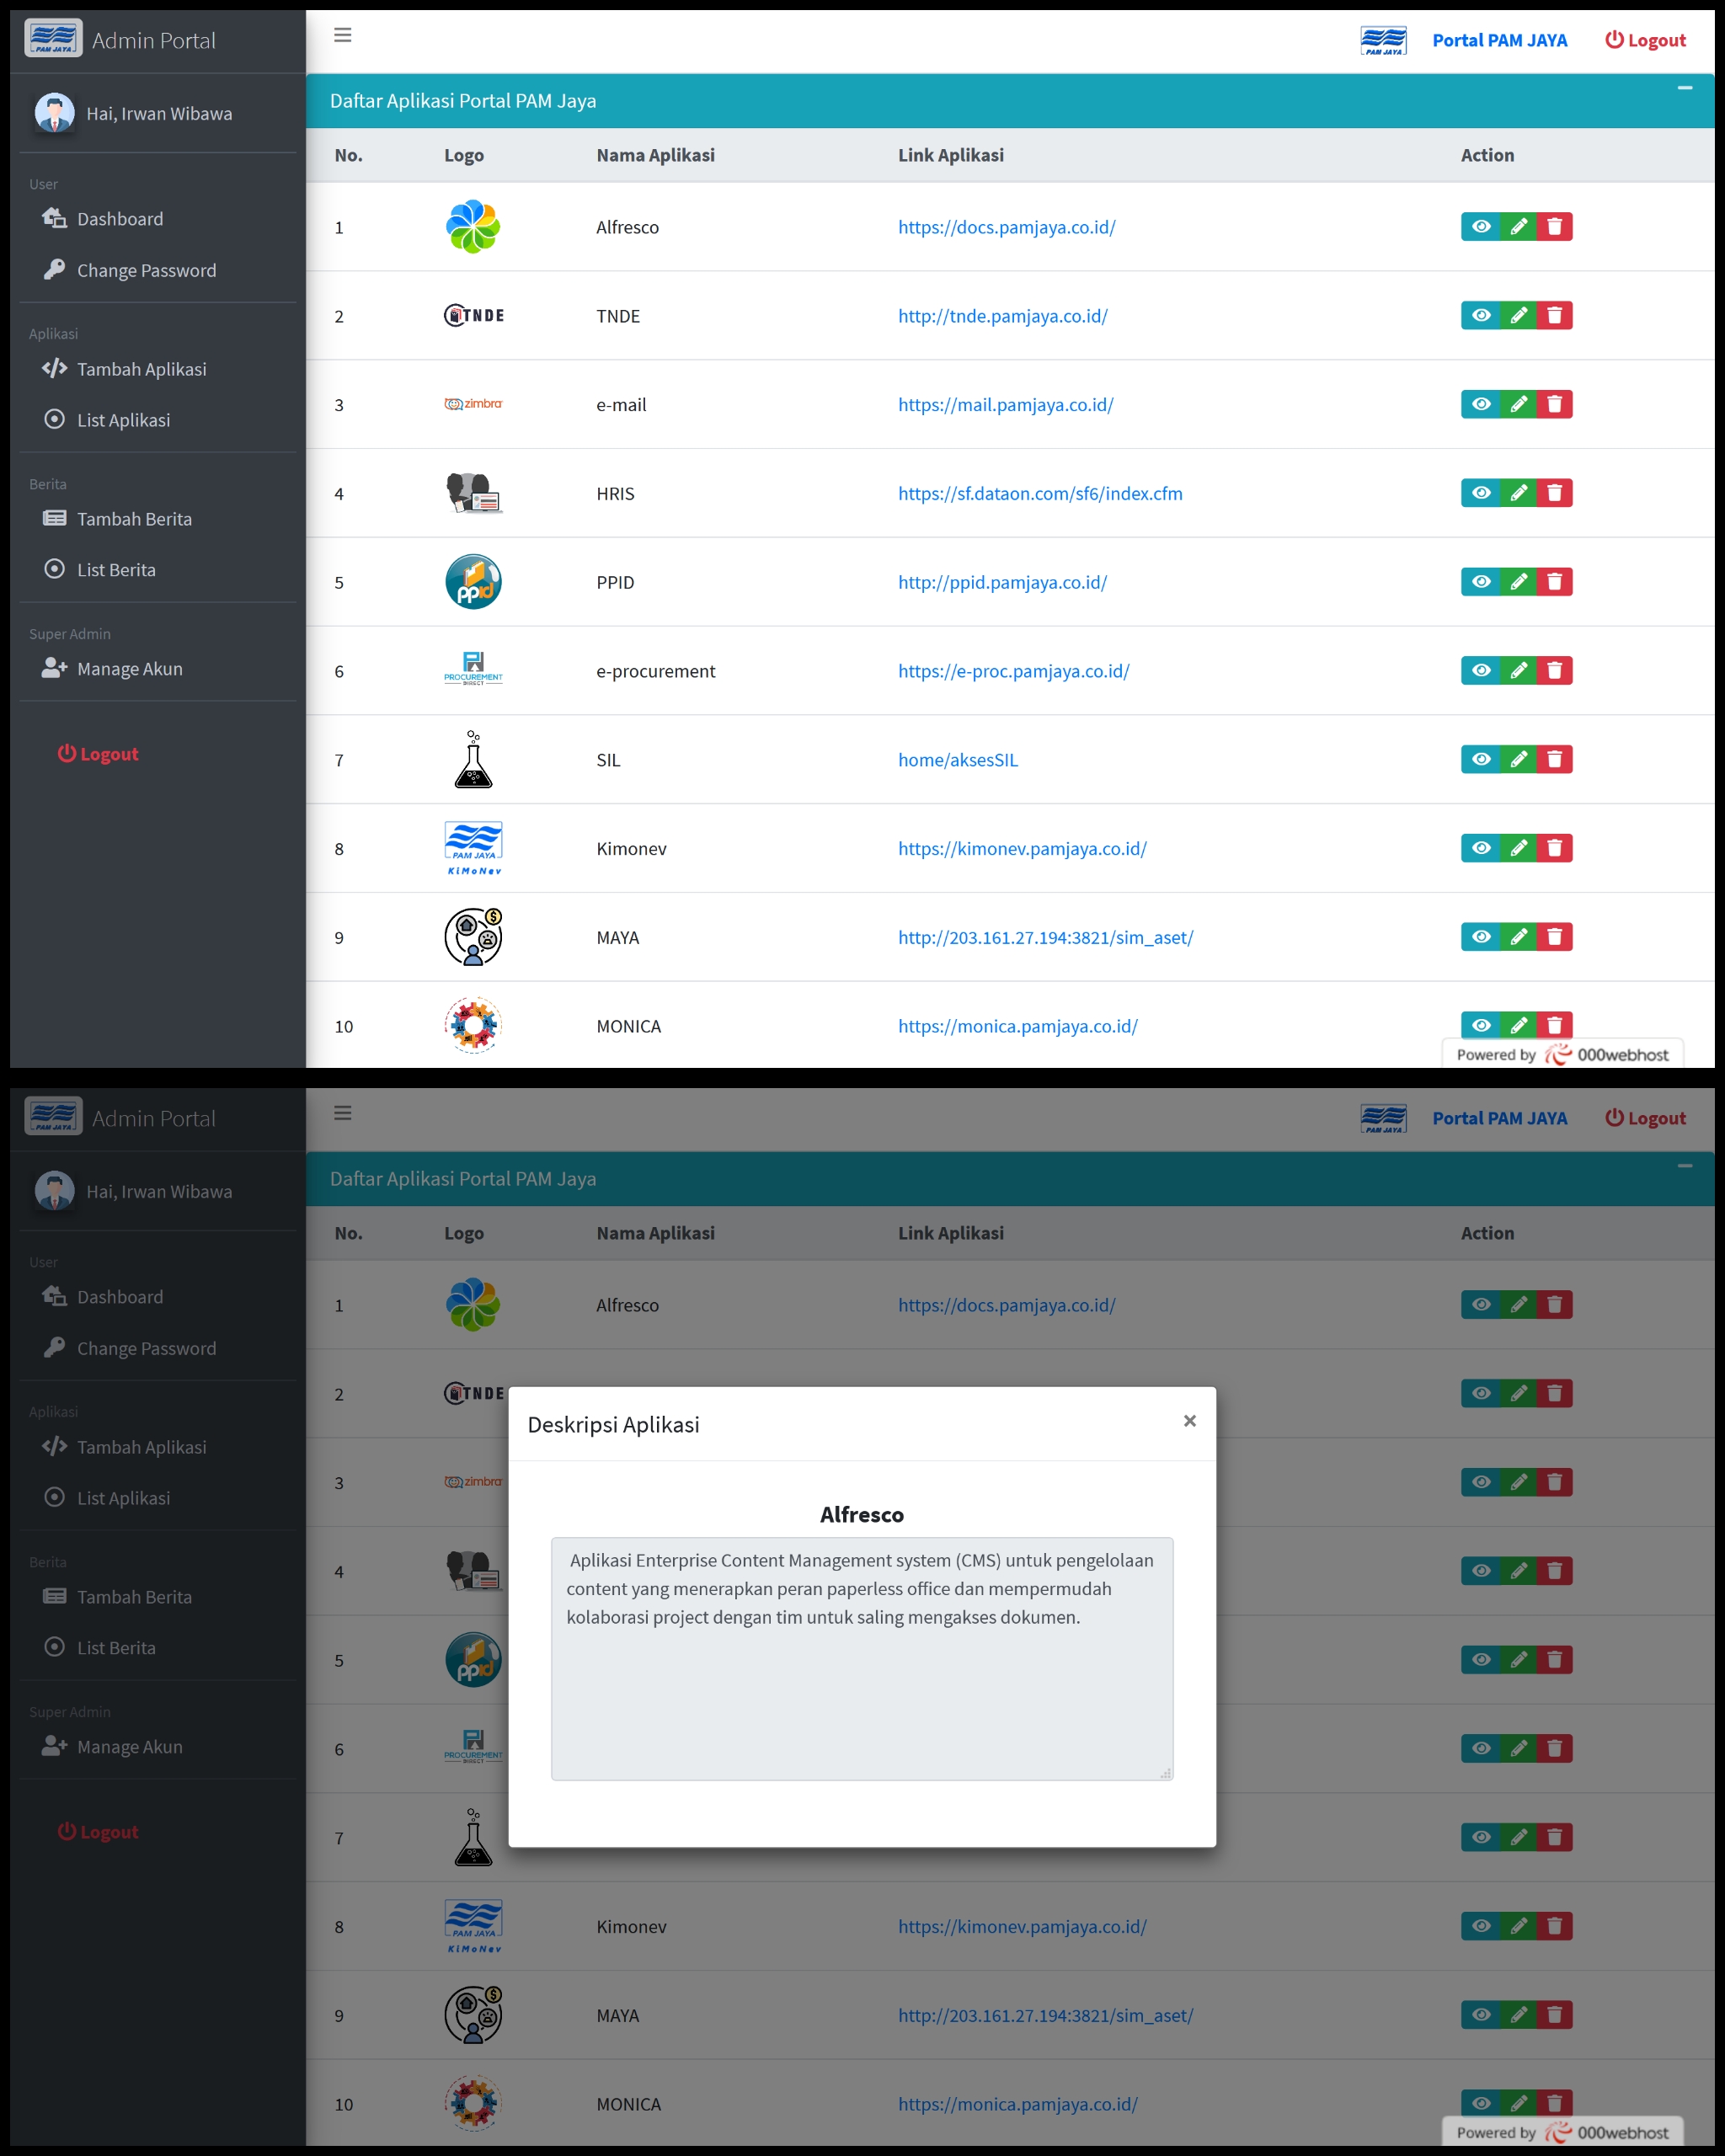 PAM JAYA Admin Portal
Portal PAM JAYA
Logout
Hai, Irwan Wibawa
User
Dashboard
Change Password
Aplikasi
Tambah Aplikasi
List Aplikasi
Berita
Tambah Berita
List Berita
Super Admin
Manage Akun
Logout
Daftar Aplikasi Portal PAM Jaya
No. Logo Nama Aplikasi Link Aplikasi Action
1 Alfresco https://docs.pamjaya.co.id/
2 TNDE TNDE http://tnde.pamjaya.co.id/
3 zimbra e-mail https://mail.pamjaya.co.id/
4 HRIS https://sf.dataon.com/sf6/index.cfm
5 ppid PPID http://ppid.pamjaya.co.id/
6 PROCUREMENT DIRECT e-procurement https://e-proc.pamjaya.co.id/
7 SIL home/aksesSIL
8 PAM JAYA KiMoNev Kimonev https://kimonev.pamjaya.co.id/
9 MAYA http://203.161.27.194:3821/sim_aset/
10 MONICA https://monica.pamjaya.co.id/
Powered by 000webhost
PAM JAYA Admin Portal
Portal PAM JAYA
Logout
Hai, Irwan Wibawa
User
Dashboard
Change Password
Aplikasi
Tambah Aplikasi
List Aplikasi
Berita
Tambah Berita
List Berita
Super Admin
Manage Akun
Logout
Daftar Aplikasi Portal PAM Jaya
No. Logo Nama Aplikasi Link Aplikasi Action
1 Alfresco https://docs.pamjaya.co.id/
2 TNDE
3 zimbra
4
5 ppid
6 PROCUREMENT DIRECT
7
Deskripsi Aplikasi ×
Alfresco
Aplikasi Enterprise Content Management system (CMS) untuk pengelolaan
content yang menerapkan peran paperless office dan mempermudah
kolaborasi project dengan tim untuk saling mengakses dokumen.
8 PAM JAYA KiMoNev Kimonev https://kimonev.pamjaya.co.id/
9 MAYA http://203.161.27.194:3821/sim_aset/
10 MONICA https://monica.pamjaya.co.id/
Powered by 000webhost